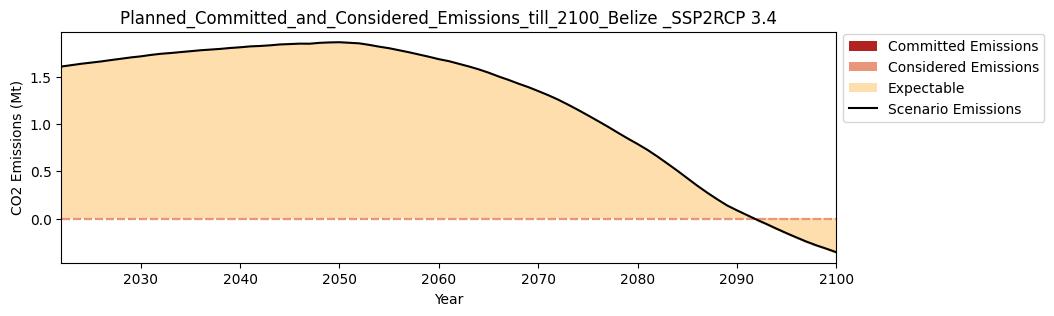 Planned_Committed_and_Considered_Emissions_till_2100_Belize _SSP2RCP 3.4
Committed Emissions
Considered Emissions
Expectable
Scenario Emissions
CO2 Emissions (Mt)
1.5
1.0
0.5
0.0
2030 2040 2050 2060 2070 2080 2090 2100
Year